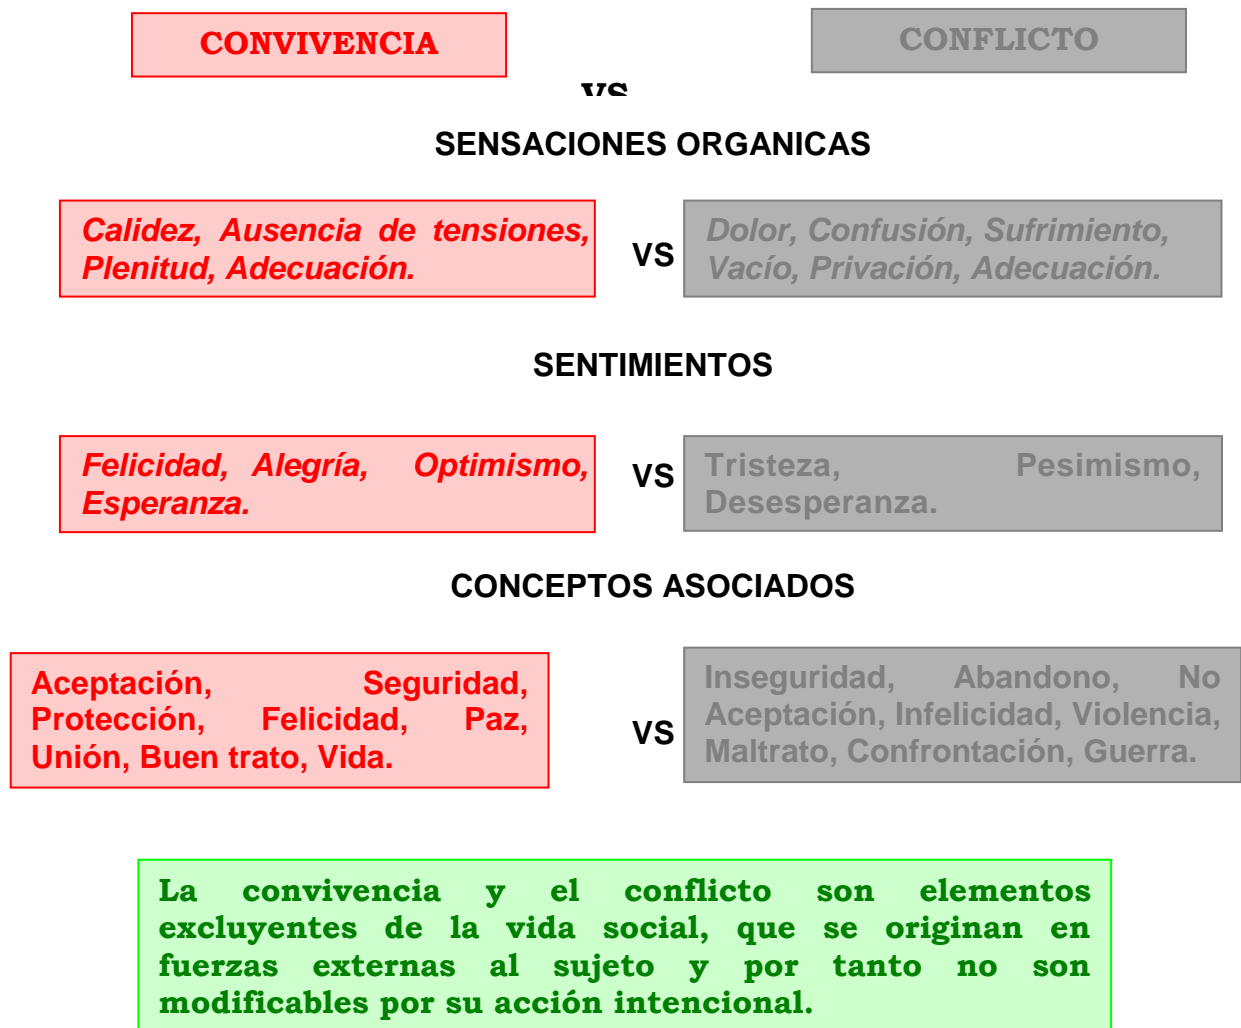 CONVIVENCIA
CONFLICTO
VS
SENSACIONES ORGANICAS
Calidez, Ausencia de tensiones,
Plenitud, Adecuación.
VS
Dolor, Confusión, Sufrimiento,
Vacío, Privación, Adecuación.
SENTIMIENTOS
Felicidad, Alegría, Optimismo,
Esperanza.
VS
Tristeza, Pesimismo,
Desesperanza.
CONCEPTOS ASOCIADOS
Aceptación, Seguridad,
Protección, Felicidad, Paz,
Unión, Buen trato, Vida.
VS
Inseguridad, Abandono, No
Aceptación, Infelicidad, Violencia,
Maltrato, Confrontación, Guerra.
La convivencia y el conflicto son elementos
excluyentes de la vida social, que se originan en
fuerzas externas al sujeto y por tanto no son
modificables por su acción intencional.